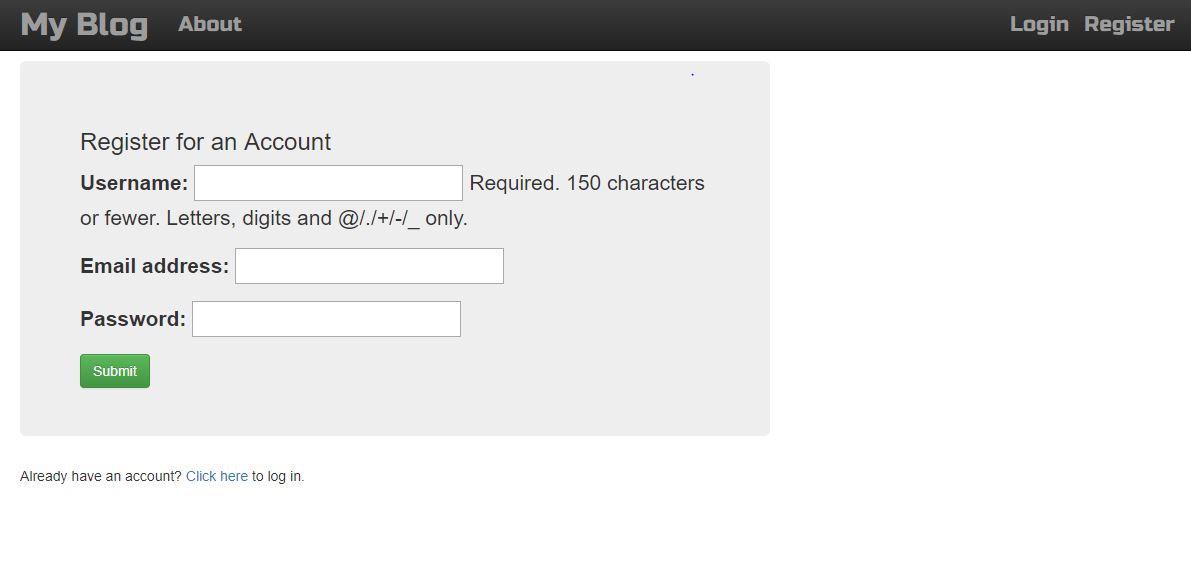 My Blog About Login Register
Register for an Account
Username: Required. 150 characters
or fewer. Letters, digits and @/./+/-/_ only.
Email address:
Password:
Submit
Already have an account? Click here to log in.